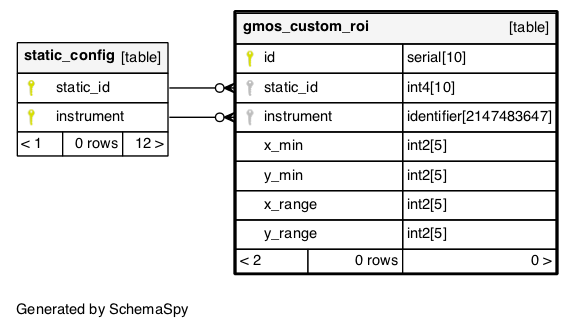 static_config [table]
static_id
instrument
< 1 0 rows 12 >
gmos_custom_roi [table]
id serial[10]
static_id int4[10]
instrument identifier[2147483647]
x_min int2[5]
y_min int2[5]
x_range int2[5]
y_range int2[5]
< 2 0 rows 0 >
Generated by SchemaSpy